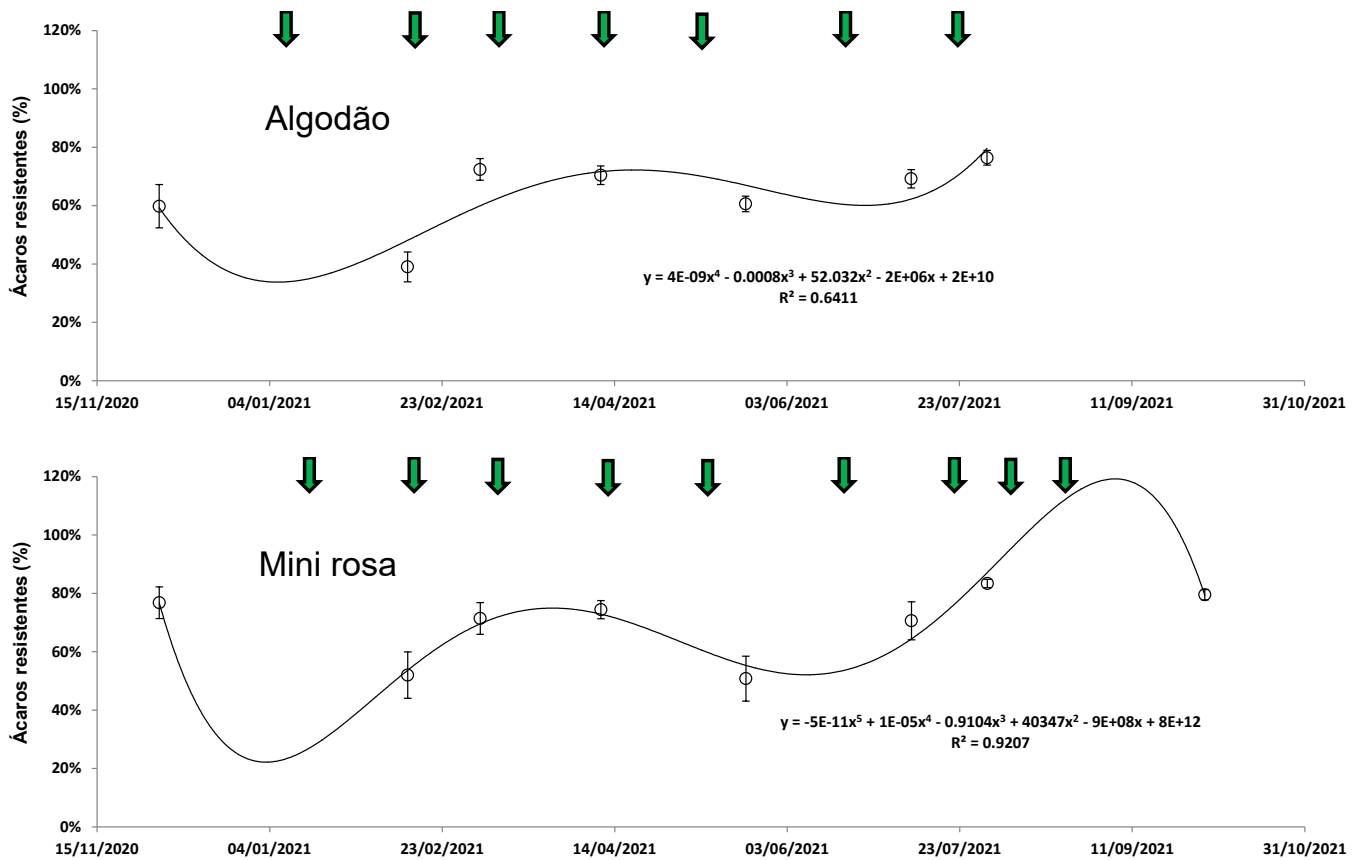 120%
Algodão
100%
80%
60%
40%
20%
0%
Ácaros resistentes (%)
y = 4E-09x⁴ - 0.0008x³ + 52.032x² - 2E+06x + 2E+10
R² = 0.6411
15/11/2020 04/01/2021 23/02/2021 14/04/2021 03/06/2021 23/07/2021 11/09/2021 31/10/2021
120%
Mini rosa
100%
80%
60%
40%
20%
0%
Ácaros resistentes (%)
y = -5E-11x⁵ + 1E-05x⁴ - 0.9104x³ + 40347x² - 9E+08x + 8E+12
R² = 0.9207
15/11/2020 04/01/2021 23/02/2021 14/04/2021 03/06/2021 23/07/2021 11/09/2021 31/10/2021